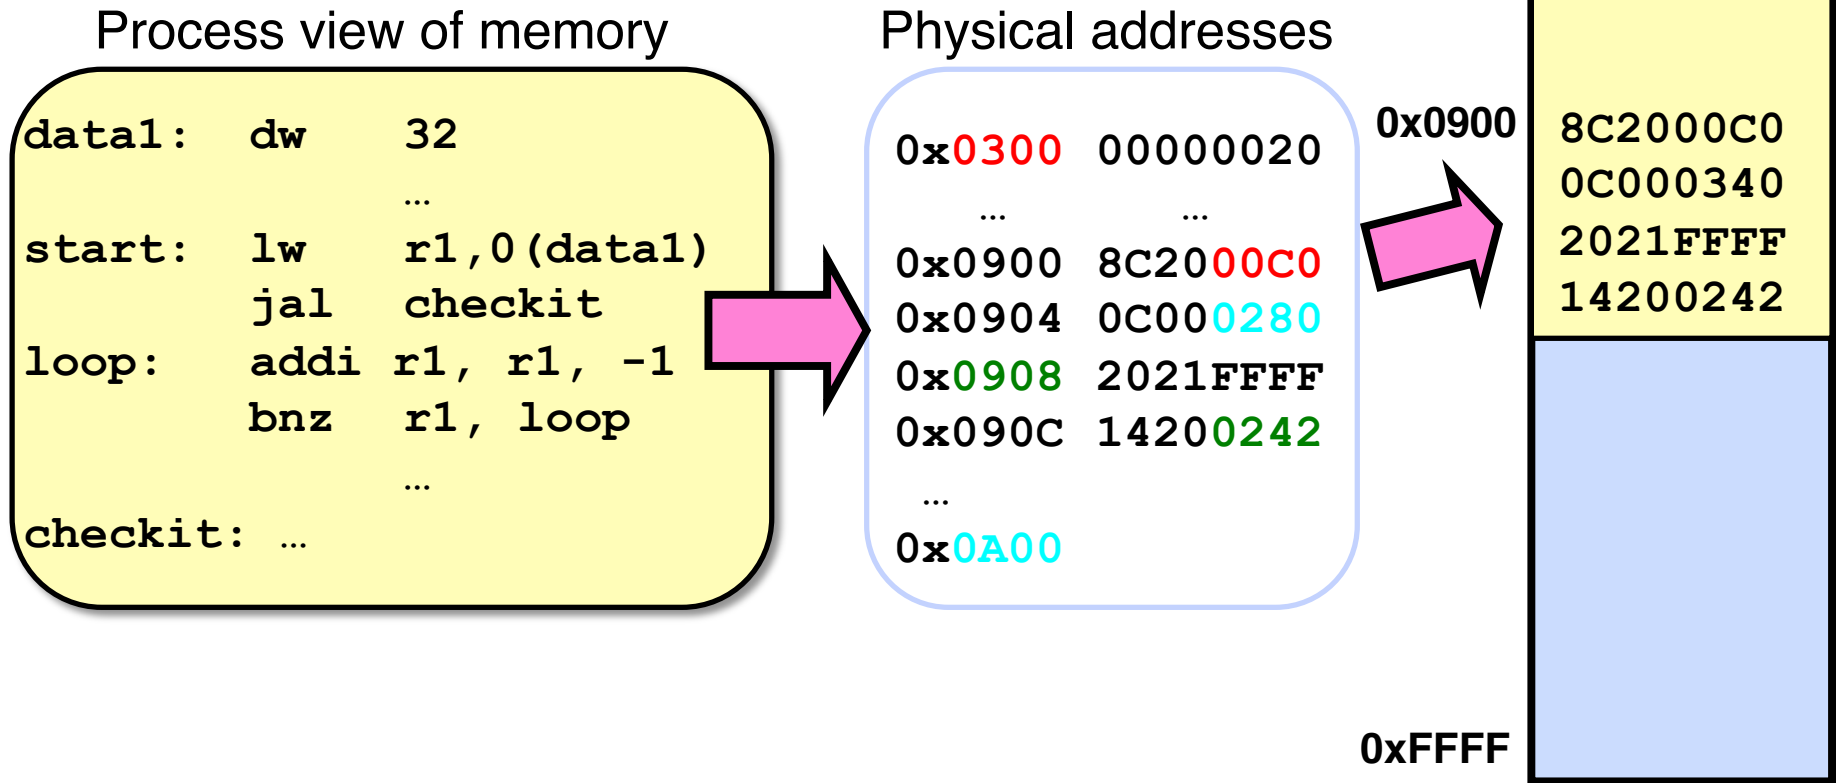 Process view of memory
data1: dw 32
…
start: lw r1,0(data1)
jal checkit
loop: addi r1, r1, -1
bnz r1, loop
…
checkit: …
Physical addresses
0x0300 00000020
… …
0x0900 8C2000C0
0x0904 0C000280
0x0908 2021FFFF
0x090C 14200242
…
0x0A00
0x0900
8C2000C0
0C000340
2021FFFF
14200242
0xFFFF